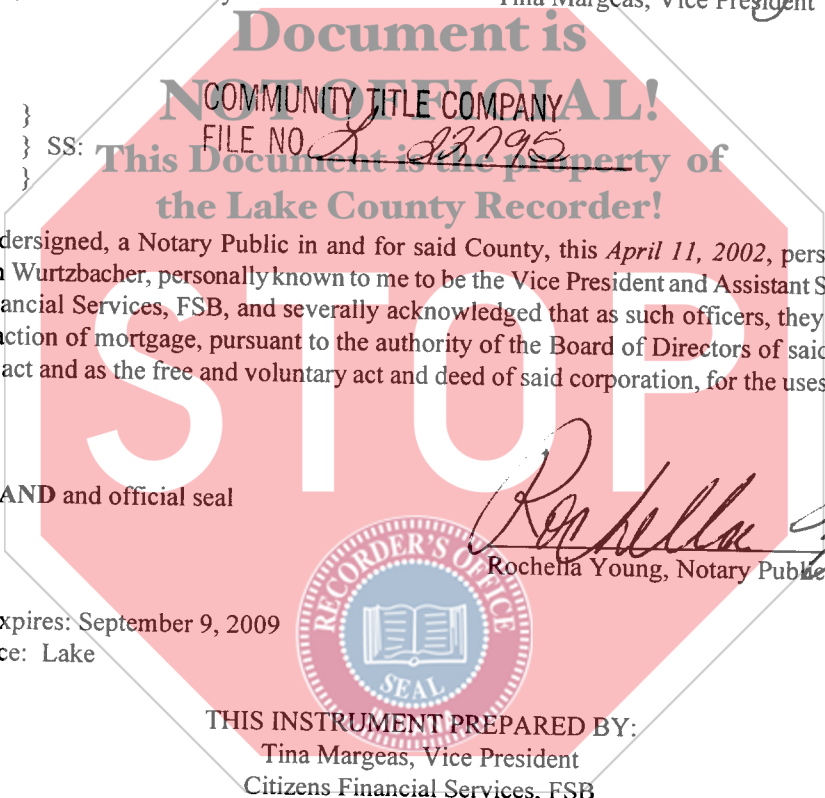 Tina Margeas, Vice President
Document is
NOT OFFICIAL!
COMMUNITY TITLE COMPANY
}
FILE NO L 23795
} SS:
This Document is the property of
}
the Lake County Recorder!
dersigned, a Notary Public in and for said County, this April 11, 2002, pers
n Wurtzbacher, personally known to me to be the Vice President and Assistant S
ancial Services, FSB, and severally acknowledged that as such officers, they
action of mortgage, pursuant to the authority of the Board of Directors of said
act and as the free and voluntary act and deed of said corporation, for the uses
STOP
AND and official seal
Rochella
Rochella Young, Notary Public
RECORDER'S OFFICE
xpires: September 9, 2009
ce: Lake
SEAL
THIS INSTRUMENT PREPARED BY:
Tina Margeas, Vice President
Citizens Financial Services, FSB